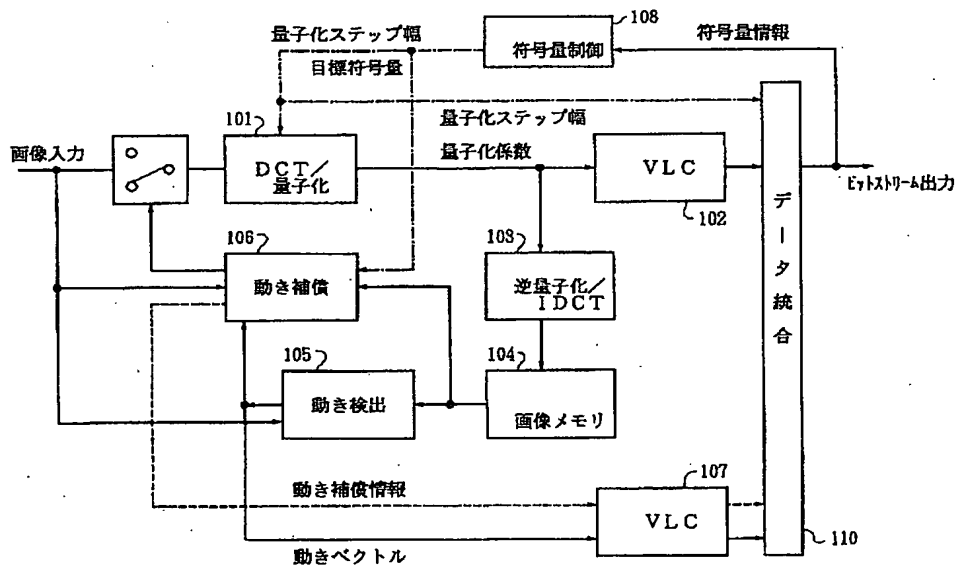 108
量子化ステップ幅
符号量制御
符号量情報
目標符号量
101
量子化ステップ幅
画像入力
DCT/
量子化
量子化係数
VLC
102
ビットストリーム出力
106
動き補償
103
逆量子化/
IDCT
データ統合
105
動き検出
104
画像メモリ
107
動き補償情報
VLC
動きベクトル
110